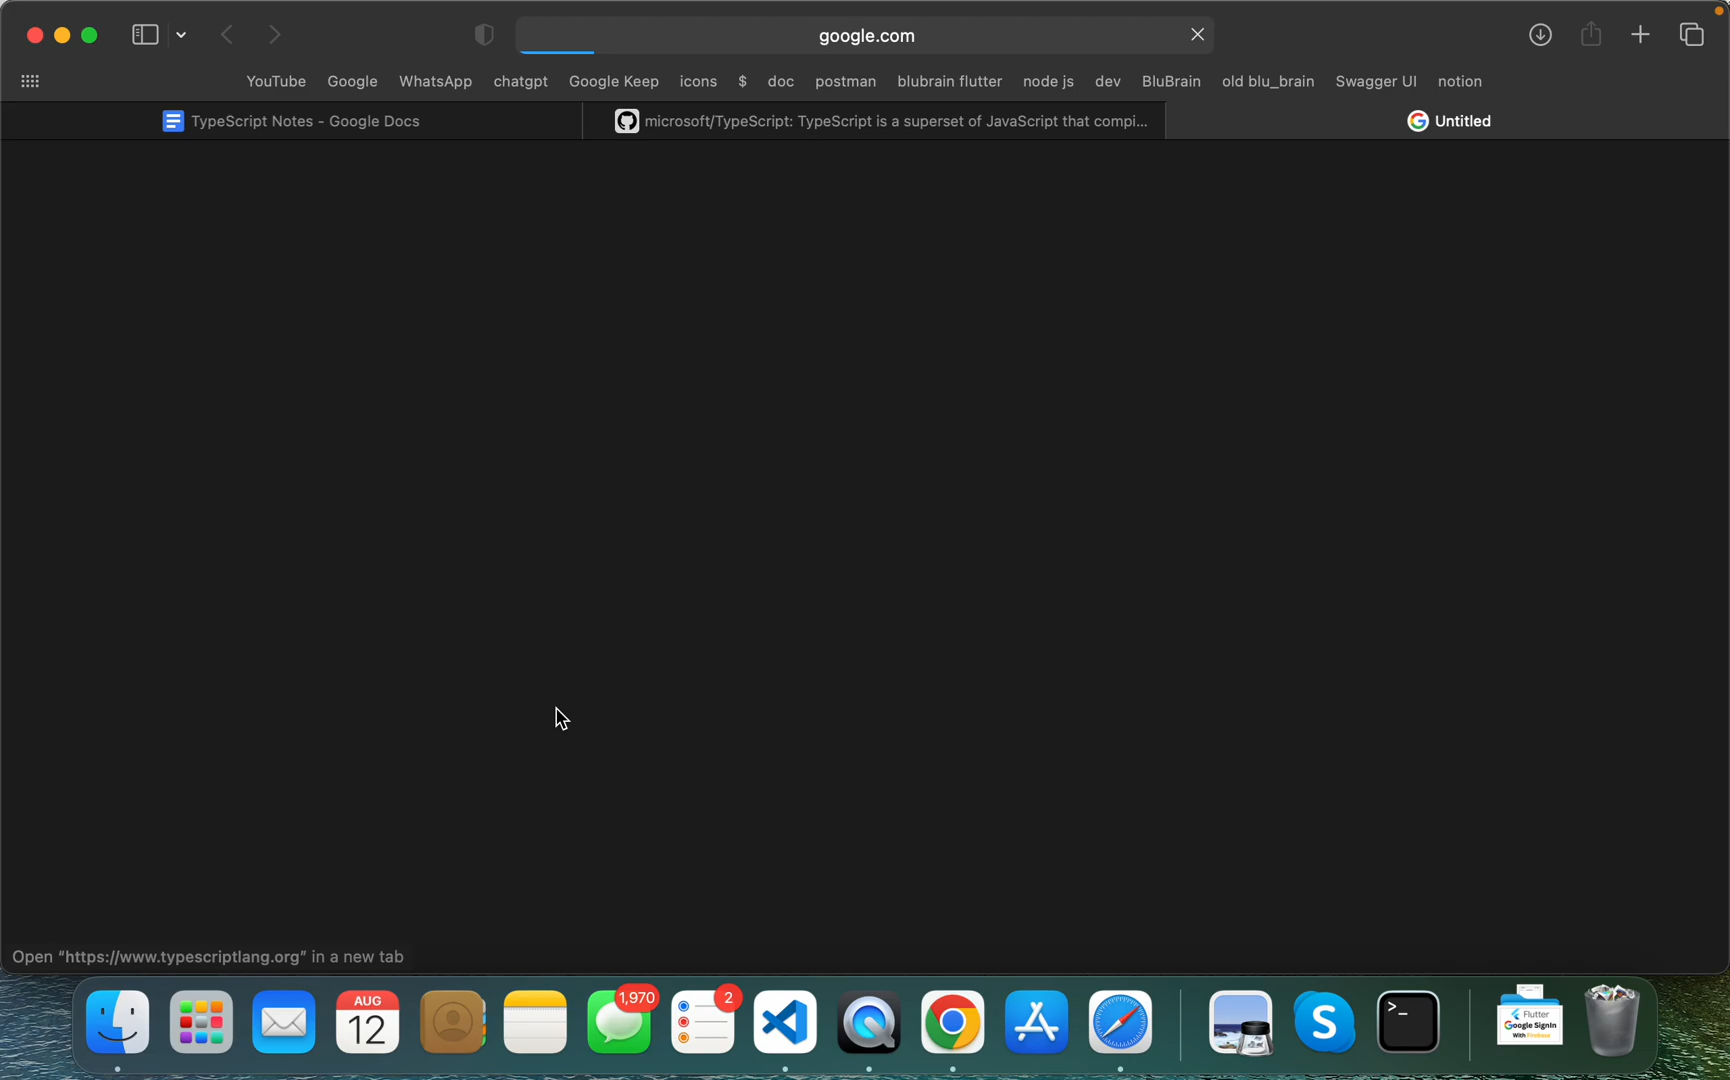 google.com
YouTube Google WhatsApp chatgpt Google Keep icons $ doc postman blubrain flutter node js dev BluBrain old blu_brain Swagger UI notion
TypeScript Notes - Google Docs
microsoft/TypeScript: TypeScript is a superset of JavaScript that compi...
Untitled
Open "https://www.typescriptlang.org" in a new tab
AUG
12
1,970
2
S
>_
Flutter
Google SignIn
With Firebase